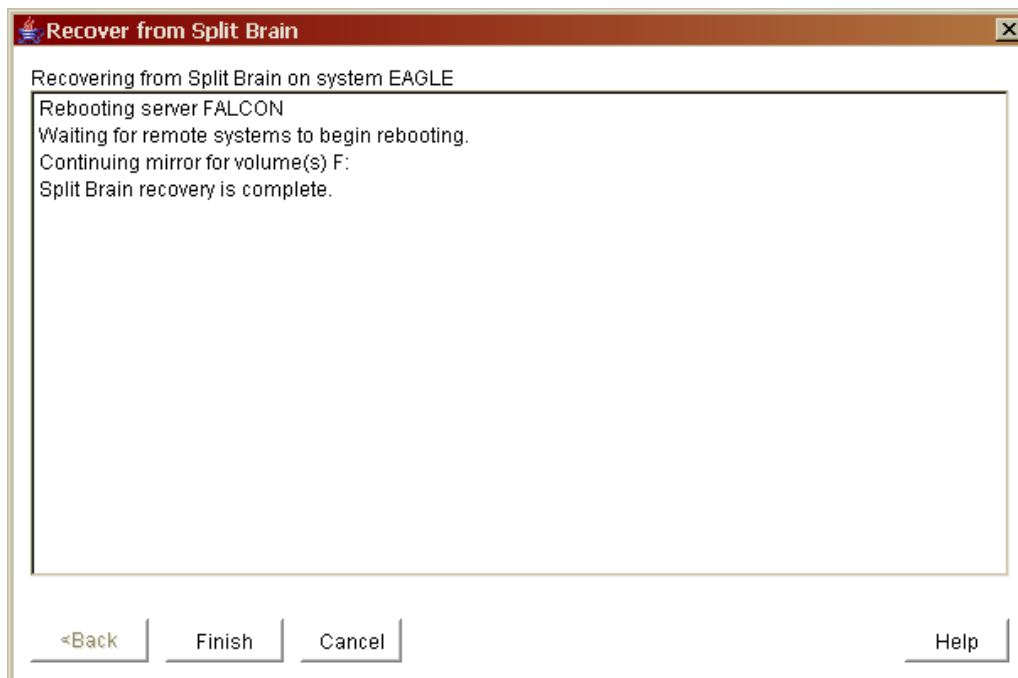 Recover from Split Brain
Recovering from Split Brain on system EAGLE
Rebooting server FALCON
Waiting for remote systems to begin rebooting.
Continuing mirror for volume(s) F:
Split Brain recovery is complete.
<Back Finish Cancel Help